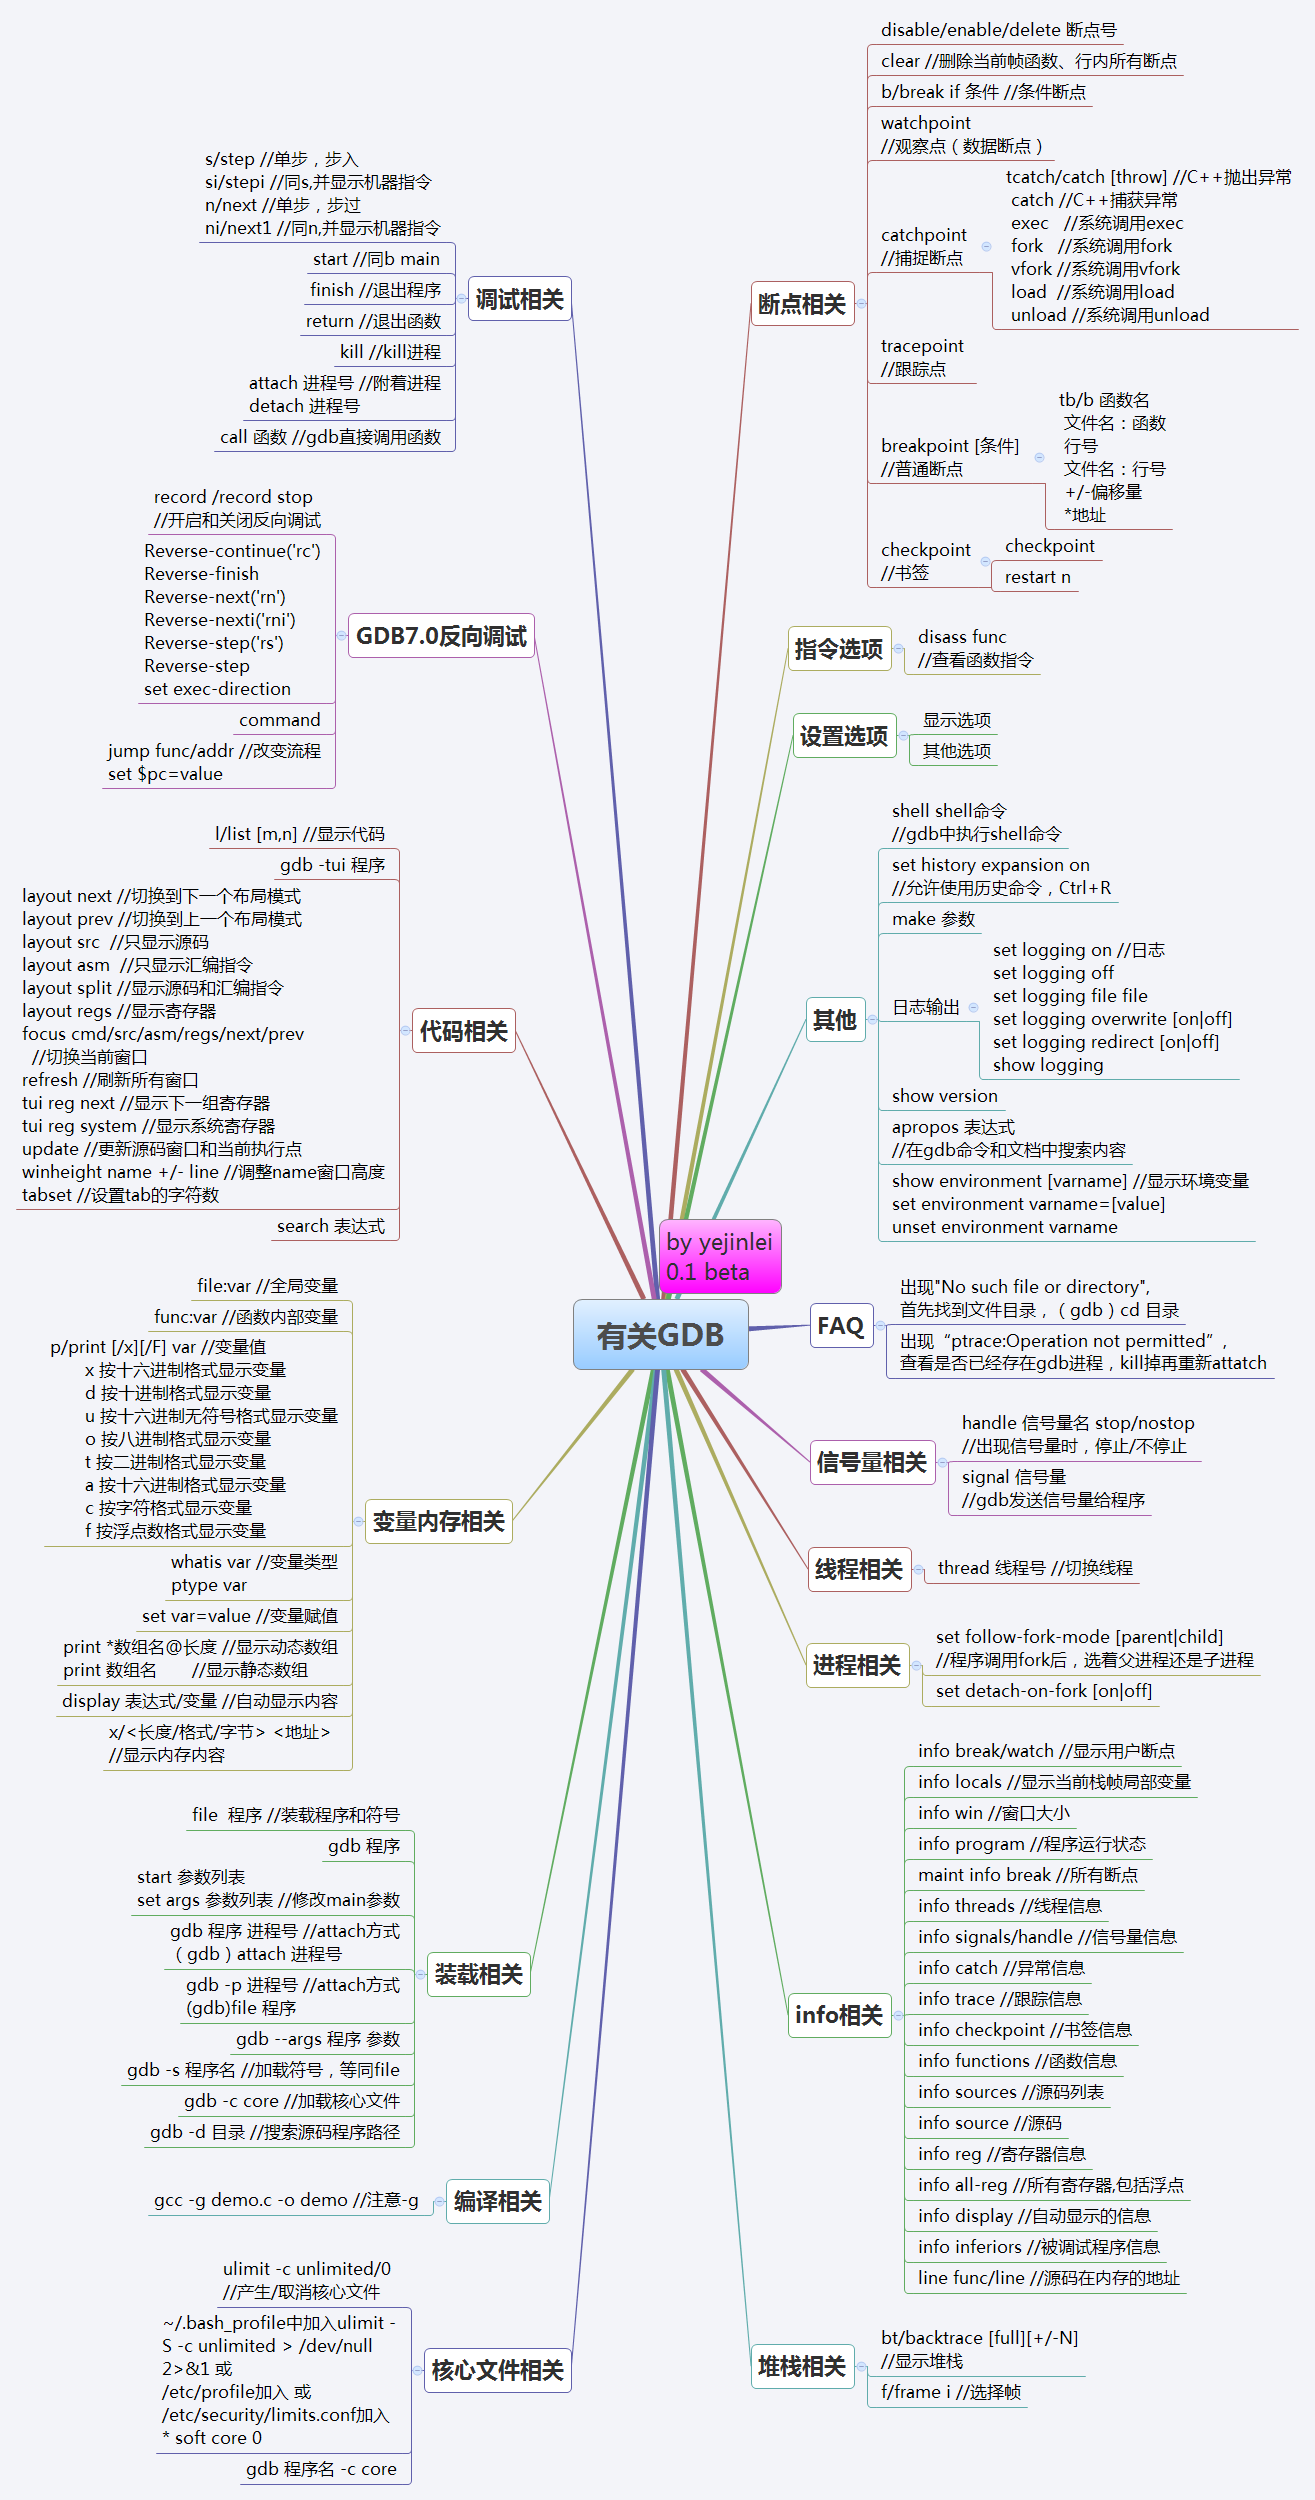 有关GDB
by yejinlei
0.1 beta
断点相关
disable/enable/delete 断点号
clear //删除当前帧函数、行内所有断点
b/break if 条件 //条件断点
watchpoint
//观察点（数据断点）
catchpoint
//捕捉断点
tcatch/catch [throw] //C++抛出异常
catch //C++捕获异常
exec //系统调用exec
fork //系统调用fork
vfork //系统调用vfork
load //系统调用load
unload //系统调用unload
tracepoint
//跟踪点
breakpoint [条件]
//普通断点
tb/b 函数名
文件名：函数
行号
文件名：行号
+/-偏移量
*地址
checkpoint
//书签
checkpoint
restart n
指令选项
disass func
//查看函数指令
设置选项
显示选项
其他选项
其他
shell shell命令
//gdb中执行shell命令
set history expansion on
//允许使用历史命令，Ctrl+R
make 参数
日志输出
set logging on //日志
set logging off
set logging file file
set logging overwrite [on|off]
set logging redirect [on|off]
show logging
show version
apropos 表达式
//在gdb命令和文档中搜索内容
show environment [varname] //显示环境变量
set environment varname=[value]
unset environment varname
FAQ
出现"No such file or directory",
首先找到文件目录，（gdb）cd 目录
出现“ptrace:Operation not permitted”，
查看是否已经存在gdb进程，kill掉再重新attatch
信号量相关
handle 信号量名 stop/nostop
//出现信号量时，停止/不停止
signal 信号量
//gdb发送信号量给程序
线程相关
thread 线程号 //切换线程
进程相关
set follow-fork-mode [parent|child]
//程序调用fork后，选着父进程还是子进程
set detach-on-fork [on|off]
info相关
info break/watch //显示用户断点
info locals //显示当前栈帧局部变量
info win //窗口大小
info program //程序运行状态
maint info break //所有断点
info threads //线程信息
info signals/handle //信号量信息
info catch //异常信息
info trace //跟踪信息
info checkpoint //书签信息
info functions //函数信息
info sources //源码列表
info source //源码
info reg //寄存器信息
info all-reg //所有寄存器,包括浮点
info display //自动显示的信息
info inferiors //被调试程序信息
line func/line //源码在内存的地址
堆栈相关
bt/backtrace [full][+/-N]
//显示堆栈
f/frame i //选择帧
调试相关
s/step //单步，步入
si/stepi //同s,并显示机器指令
n/next //单步，步过
ni/next1 //同n,并显示机器指令
start //同b main
finish //退出程序
return //退出函数
kill //kill进程
attach 进程号 //附着进程
detach 进程号
call 函数 //gdb直接调用函数
GDB7.0反向调试
record /record stop
//开启和关闭反向调试
Reverse-continue('rc')
Reverse-finish
Reverse-next('rn')
Reverse-nexti('rni')
Reverse-step('rs')
Reverse-step
set exec-direction
command
jump func/addr //改变流程
set $pc=value
代码相关
l/list [m,n] //显示代码
gdb -tui 程序
layout next //切换到下一个布局模式
layout prev //切换到上一个布局模式
layout src //只显示源码
layout asm //只显示汇编指令
layout split //显示源码和汇编指令
layout regs //显示寄存器
focus cmd/src/asm/regs/next/prev
//切换当前窗口
refresh //刷新所有窗口
tui reg next //显示下一组寄存器
tui reg system //显示系统寄存器
update //更新源码窗口和当前执行点
winheight name +/- line //调整name窗口高度
tabset //设置tab的字符数
search 表达式
变量内存相关
file:var //全局变量
func:var //函数内部变量
p/print [/x][/F] var //变量值
x 按十六进制格式显示变量
d 按十进制格式显示变量
u 按十六进制无符号格式显示变量
o 按八进制格式显示变量
t 按二进制格式显示变量
a 按十六进制格式显示变量
c 按字符格式显示变量
f 按浮点数格式显示变量
whatis var //变量类型
ptype var
set var=value //变量赋值
print *数组名@长度 //显示动态数组
print 数组名 //显示静态数组
display 表达式/变量 //自动显示内容
x/<长度/格式/字节> <地址>
//显示内存内容
装载相关
file 程序 //装载程序和符号
gdb 程序
start 参数列表
set args 参数列表 //修改main参数
gdb 程序 进程号 //attach方式
（gdb）attach 进程号
gdb -p 进程号 //attach方式
(gdb)file 程序
gdb --args 程序 参数
gdb -s 程序名 //加载符号，等同file
gdb -c core //加载核心文件
gdb -d 目录 //搜索源码程序路径
编译相关
gcc -g demo.c -o demo //注意-g
核心文件相关
ulimit -c unlimited/0
//产生/取消核心文件
~/.bash_profile中加入ulimit -
S -c unlimited > /dev/null
2>&1 或
/etc/profile加入 或
/etc/security/limits.conf加入
* soft core 0
gdb 程序名 -c core